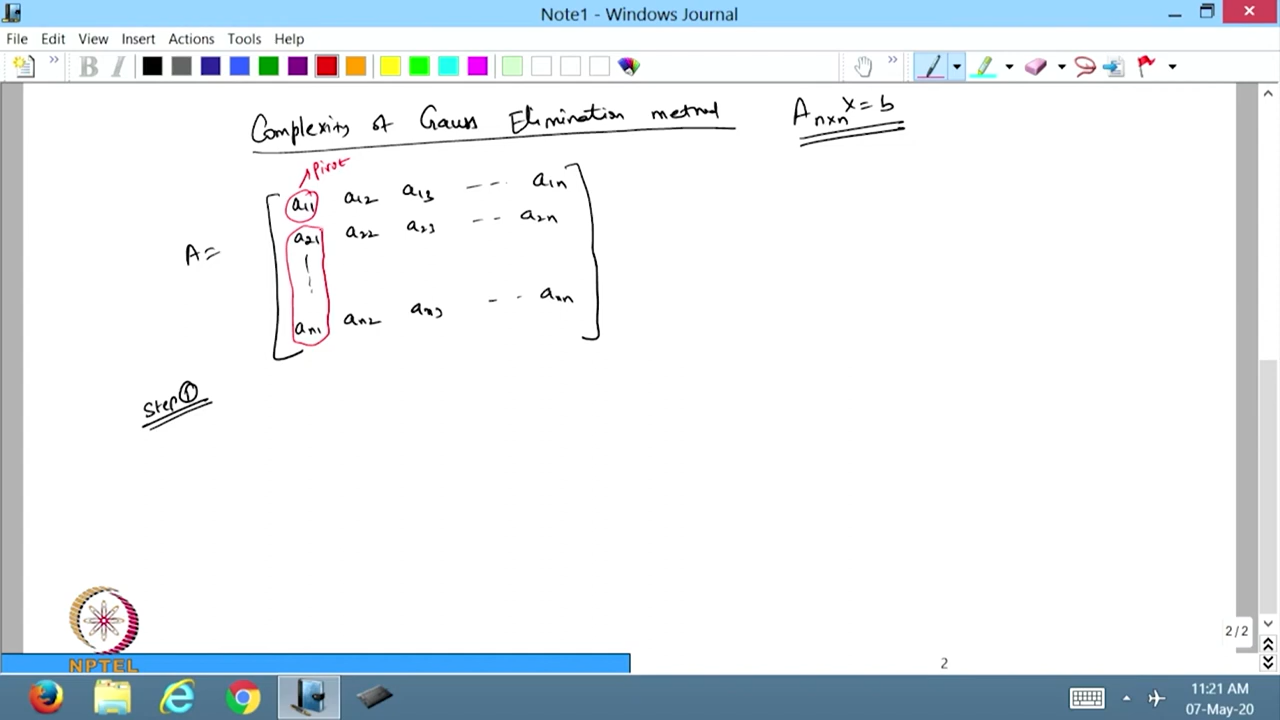 Note1 - Windows Journal
File Edit View Insert Actions Tools Help
Complexity of Gauss Elimination method
A n×n x = b
Pivot
a11 a12 a13 -- -- a1n
a21 a22 a23 -- -- a2n
A =
an1 an2 an3 - - ann
Step ①
2 / 2
NPTEL
2
11:21 AM
07-May-20